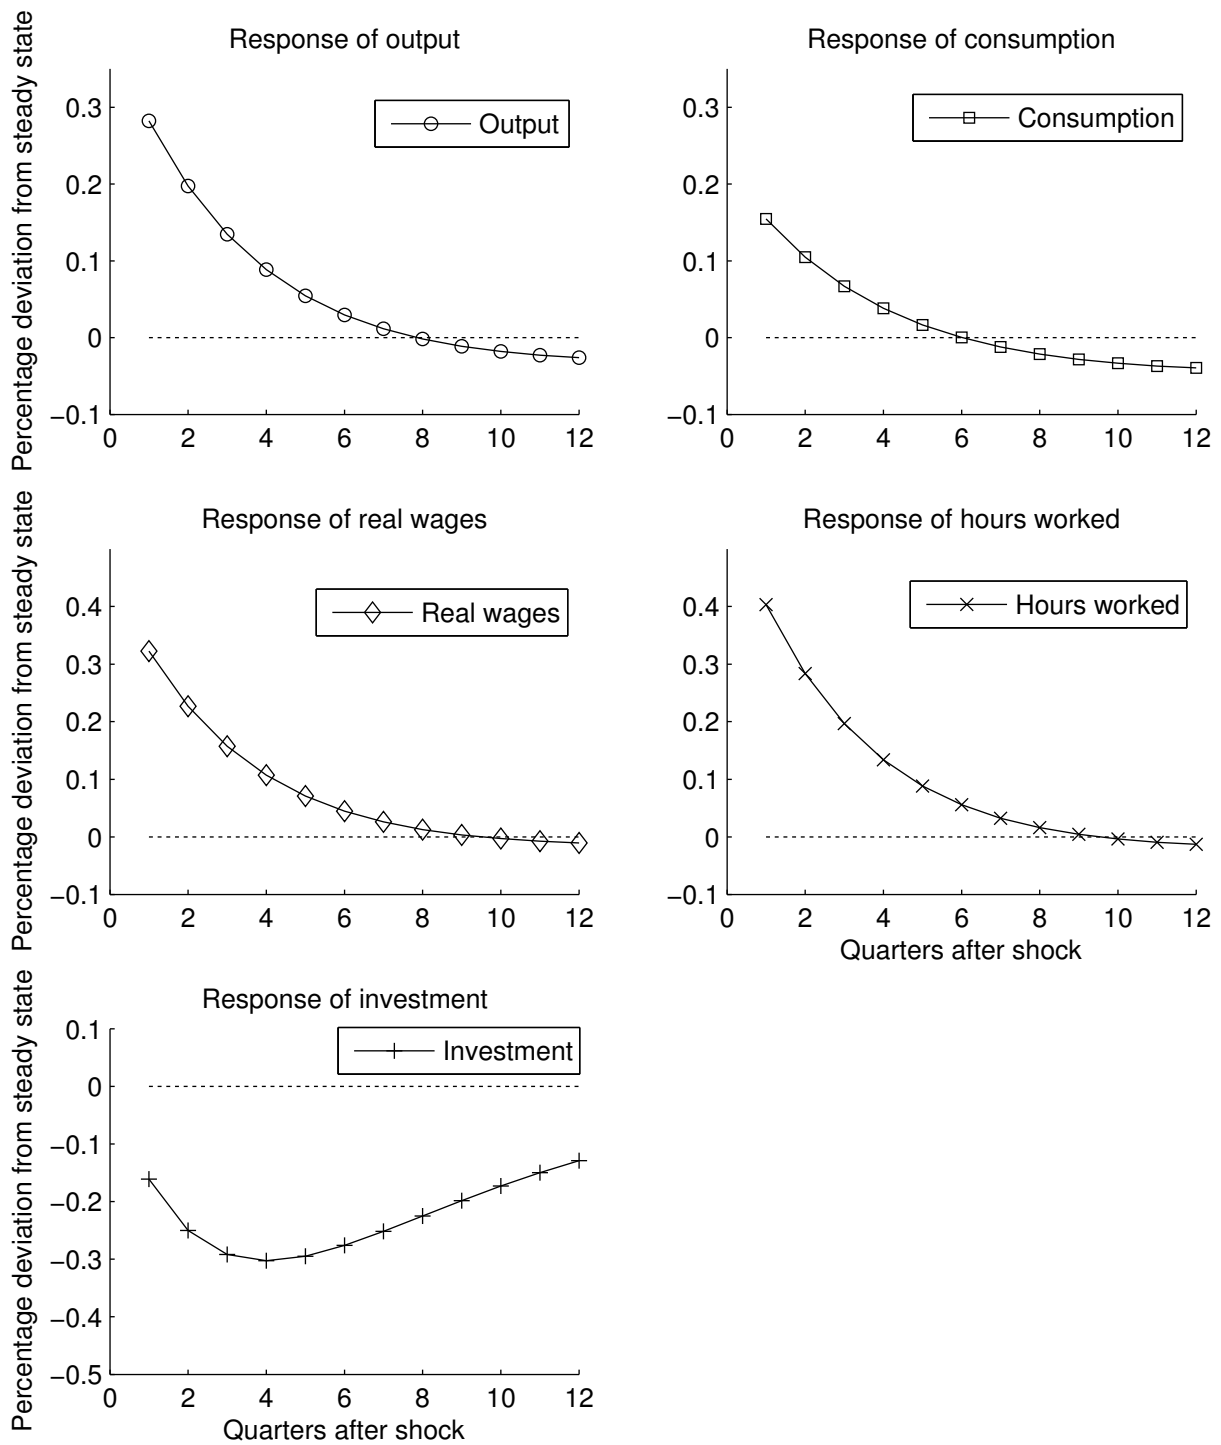 Response of output
Percentage deviation from steady state
Output
0.3
0.2
0.1
0
−0.1
0 2 4 6 8 10 12
Response of consumption
Consumption
0.3
0.2
0.1
0
−0.1
0 2 4 6 8 10 12
Response of real wages
Percentage deviation from steady state
Real wages
0.4
0.3
0.2
0.1
0
−0.1
0 2 4 6 8 10 12
Response of hours worked
Hours worked
0.4
0.3
0.2
0.1
0
−0.1
0 2 4 6 8 10 12
Quarters after shock
Response of investment
Percentage deviation from steady state
Investment
0.1
0
−0.1
−0.2
−0.3
−0.4
−0.5
0 2 4 6 8 10 12
Quarters after shock